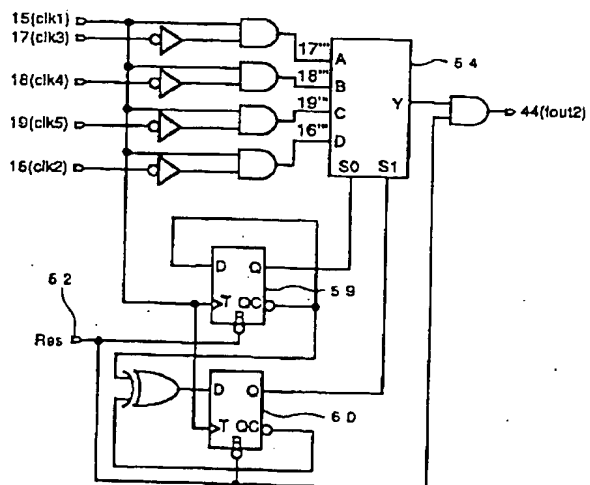 15(clk1)
17(clk3)
18(clk4)
19(clk5)
16(clk2)
17'''
18'''
19'''
16'''
A
B
C
D
Y
S0 S1
54
44(fout2)
D Q
T QC
R
59
52
Res
D Q
T QC
R
60